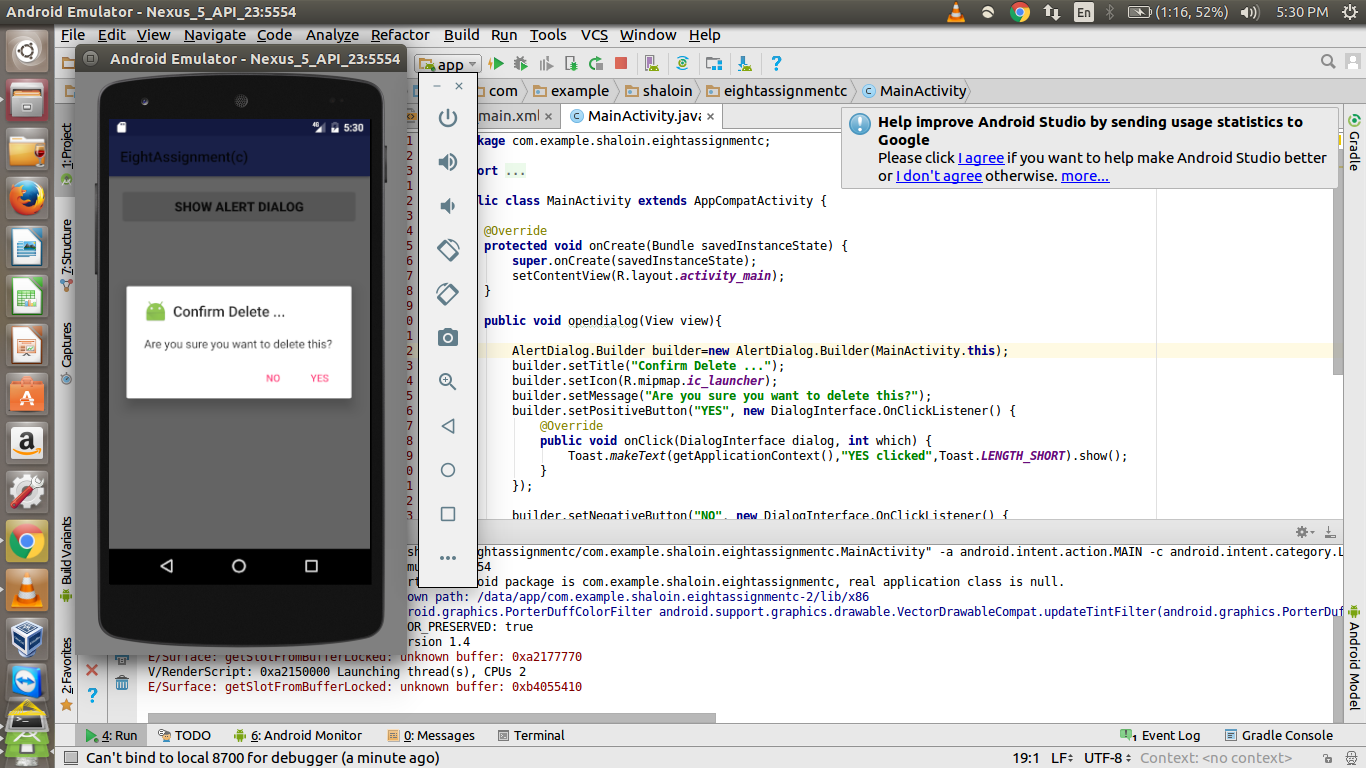 Android Emulator - Nexus_5_API_23:5554
En
(1:16, 52%)
5:30 PM
File Edit View Navigate Code Analyze Refactor Build Run Tools VCS Window Help
Android Emulator - Nexus_5_API_23:5554
app
com example shaloin eightassignmentc MainActivity
main.xml
MainActivity.java
4G
5:30
EightAssignment(c)
SHOW ALERT DIALOG
Confirm Delete ...
Are you sure you want to delete this?
NO YES
Help improve Android Studio by sending usage statistics to
Google
Please click I agree if you want to help make Android Studio better
or I don't agree otherwise. more...
1: Project
7: Structure
Captures
Build Variants
2: Favorites
Gradle
Android Model
kage com.example.shaloin.eightassignmentc;
ort ...
lic class MainActivity extends AppCompatActivity {
@Override
protected void onCreate(Bundle savedInstanceState) {
super.onCreate(savedInstanceState);
setContentView(R.layout.activity_main);
}
public void opendialog(View view){
AlertDialog.Builder builder=new AlertDialog.Builder(MainActivity.this);
builder.setTitle("Confirm Delete ...");
builder.setIcon(R.mipmap.ic_launcher);
builder.setMessage("Are you sure you want to delete this?");
builder.setPositiveButton("YES", new DialogInterface.OnClickListener() {
@Override
public void onClick(DialogInterface dialog, int which) {
Toast.makeText(getApplicationContext(),"YES clicked",Toast.LENGTH_SHORT).show();
}
});
builder.setNegativeButton("NO", new DialogInterface.OnClickListener() {
ghtassignmentc/com.example.shaloin.eightassignmentc.MainActivity" -a android.intent.action.MAIN -c android.intent.category.L
54
oid package is com.example.shaloin.eightassignmentc, real application class is null.
own path: /data/app/com.example.shaloin.eightassignmentc-2/lib/x86
roid.graphics.PorterDuffColorFilter android.support.graphics.drawable.VectorDrawableCompat.updateTintFilter(android.graphics.PorterDuf
OR_PRESERVED: true
rsion 1.4
E/Surface: getSlotFromBufferLocked: unknown buffer: 0xa2177770
V/RenderScript: 0xa2150000 Launching thread(s), CPUs 2
E/Surface: getSlotFromBufferLocked: unknown buffer: 0xb4055410
4: Run TODO 6: Android Monitor 0: Messages Terminal 1 Event Log Gradle Console
Can't bind to local 8700 for debugger (a minute ago) 19:1 LF UTF-8 Context: <no context>